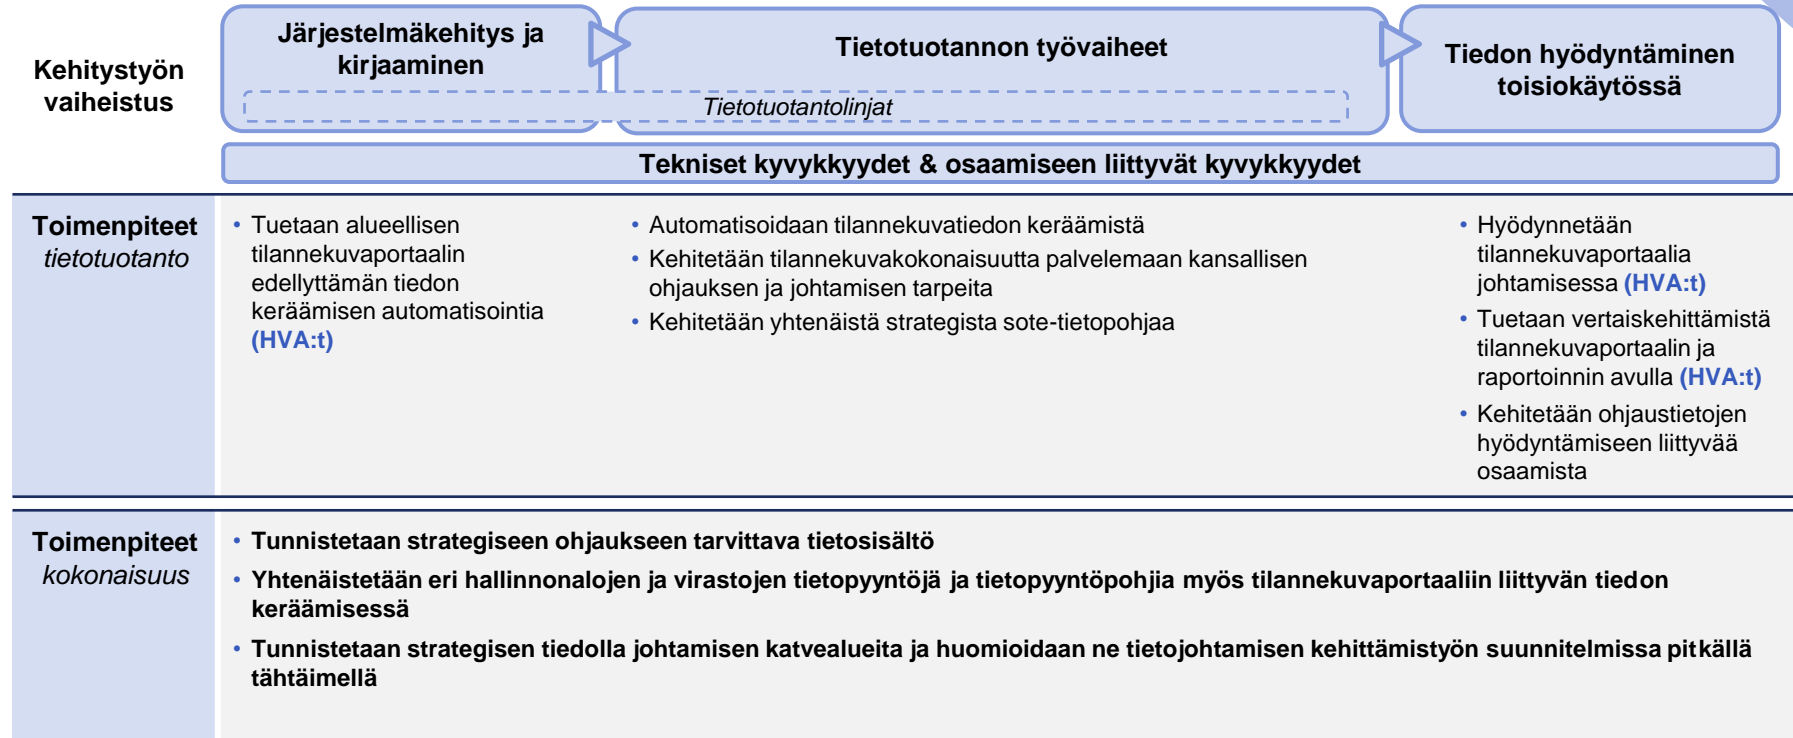 Kehitystyön
vaiheistus
Järjestelmäkehitys ja
kirjaaminen
Tietotuotannon työvaiheet
Tiedon hyödyntäminen
toisiokäytössä
Tietotuotantolinjat
Tekniset kyvykkyydet & osaamiseen liittyvät kyvykkyydet
Toimenpiteet
tietotuotanto
• Tuetaan alueellisen
tilannekuvaportaalin
edellyttämän tiedon
keräämisen automatisointia
(HVA:t)
• Automatisoidaan tilannekuvatiedon keräämistä
• Kehitetään tilannekuvakokonaisuutta palvelemaan kansallisen
ohjauksen ja johtamisen tarpeita
• Kehitetään yhtenäistä strategista sote-tietopohjaa
• Hyödynnetään
tilannekuvaportaalia
johtamisessa (HVA:t)
• Tuetaan vertaiskehittämistä
tilannekuvaportaalin ja
raportoinnin avulla (HVA:t)
• Kehitetään ohjaustietojen
hyödyntämiseen liittyvää
osaamista
Toimenpiteet
kokonaisuus
• Tunnistetaan strategiseen ohjaukseen tarvittava tietosisältö
• Yhtenäistetään eri hallinnonalojen ja virastojen tietopyyntöjä ja tietopyyntöpohjia myös tilannekuvaportaaliin liittyvän tiedon
keräämisessä
• Tunnistetaan strategisen tiedolla johtamisen katvealueita ja huomioidaan ne tietojohtamisen kehittämistyön suunnitelmissa pitkällä
tähtäimellä